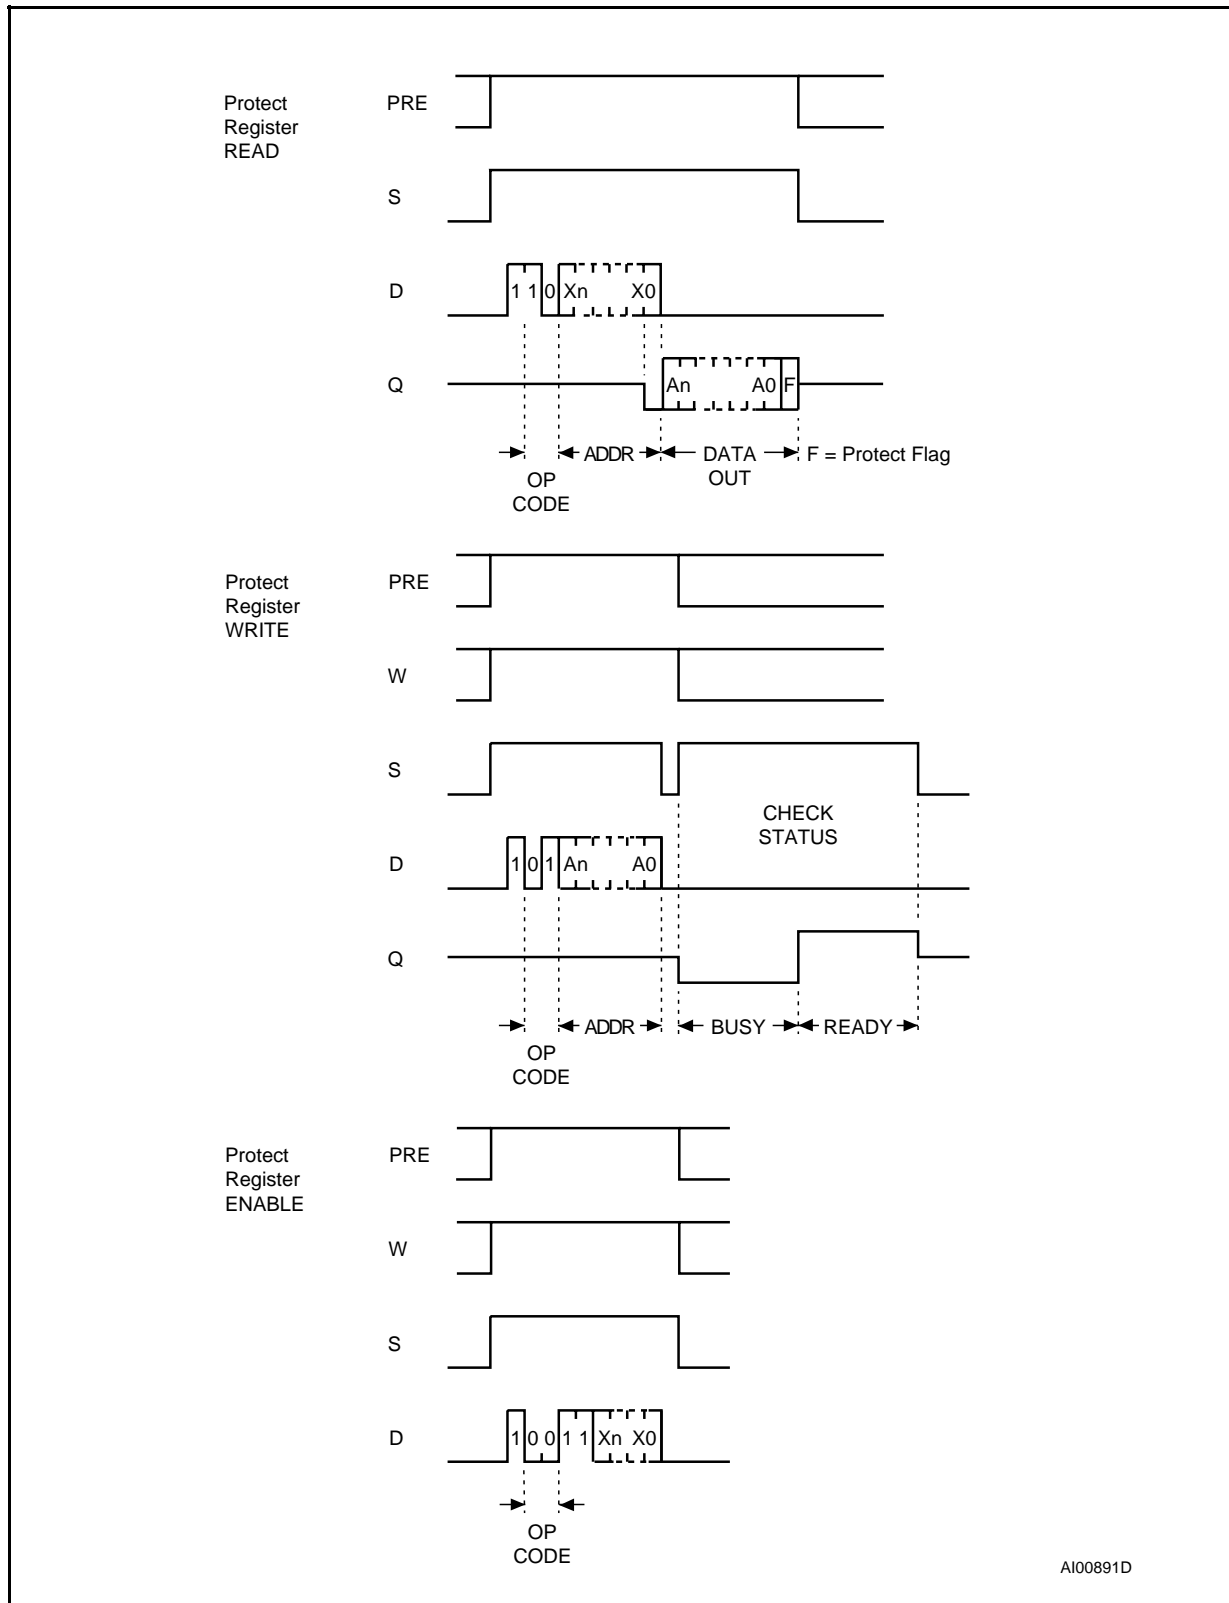 Protect
Register
READ
PRE
S
D
1 1 0 Xn X0
Q
An A0 F
ADDR DATA OUT F = Protect Flag
OP
CODE
Protect
Register
WRITE
PRE
W
S
CHECK
STATUS
D
1 0 1 An A0
Q
ADDR BUSY READY
OP
CODE
Protect
Register
ENABLE
PRE
W
S
D
1 0 0 1 1 Xn X0
OP
CODE
AI00891D